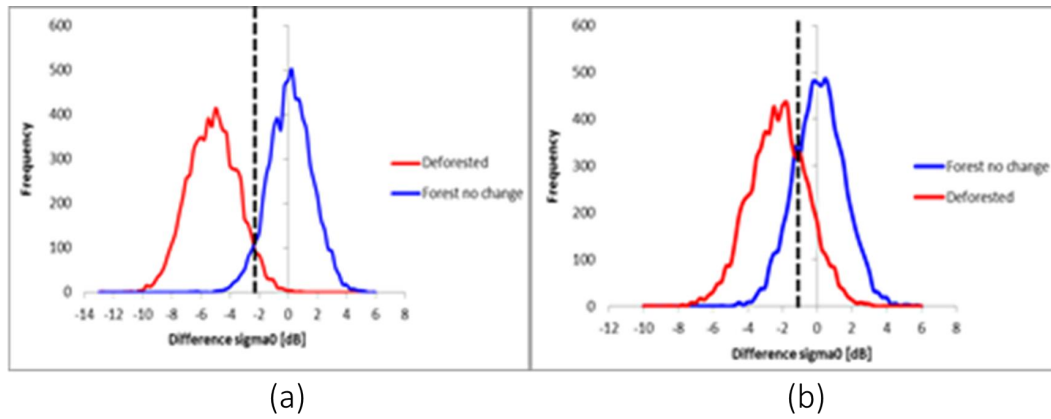 600
500
400
300
200
100
0
Frequency
-14 -12 -10 -8 -6 -4 -2 0 2 4 6 8
Difference sigma0 [dB]
Deforested
Forest no change
(a)
600
500
400
300
200
100
0
Frequency
-12 -10 -8 -6 -4 -2 0 2 4 6 8
Difference sigma0 [dB]
Forest no change
Deforested
(b)